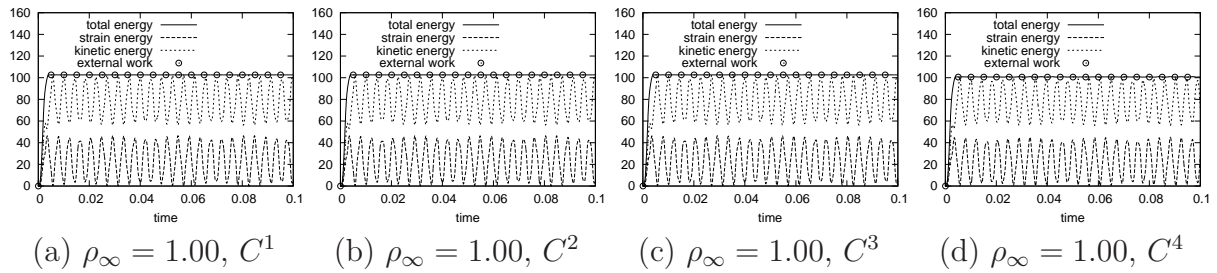 160
140
120
100
80
60
40
20
0
total energy
strain energy
kinetic energy
external work
0 0.02 0.04 0.06 0.08 0.1
time
(a) ρ∞ = 1.00, C¹
160
140
120
100
80
60
40
20
0
total energy
strain energy
kinetic energy
external work
0 0.02 0.04 0.06 0.08 0.1
time
(b) ρ∞ = 1.00, C²
160
140
120
100
80
60
40
20
0
total energy
strain energy
kinetic energy
external work
0 0.02 0.04 0.06 0.08 0.1
time
(c) ρ∞ = 1.00, C³
160
140
120
100
80
60
40
20
0
total energy
strain energy
kinetic energy
external work
0 0.02 0.04 0.06 0.08 0.1
time
(d) ρ∞ = 1.00, C⁴